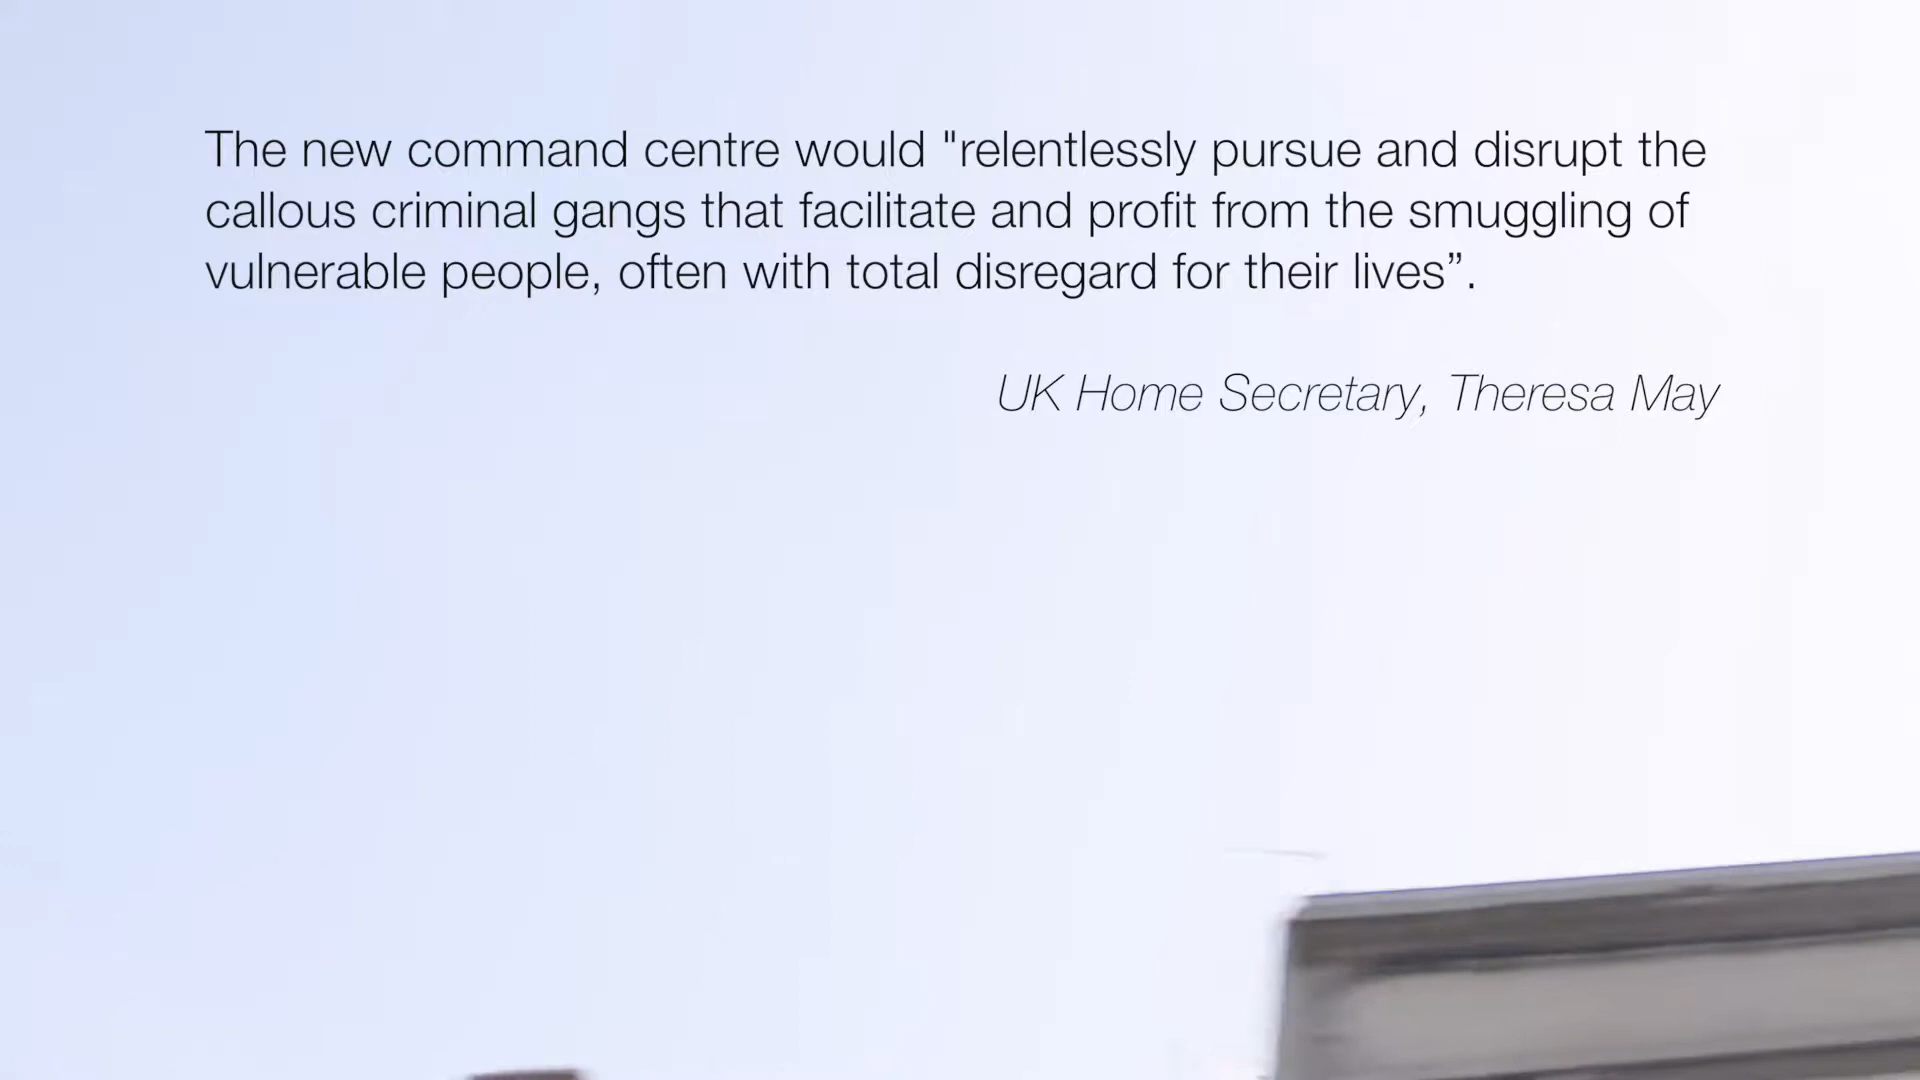 The new command centre would "relentlessly pursue and disrupt the
callous criminal gangs that facilitate and profit from the smuggling of
vulnerable people, often with total disregard for their lives”.
UK Home Secretary, Theresa May